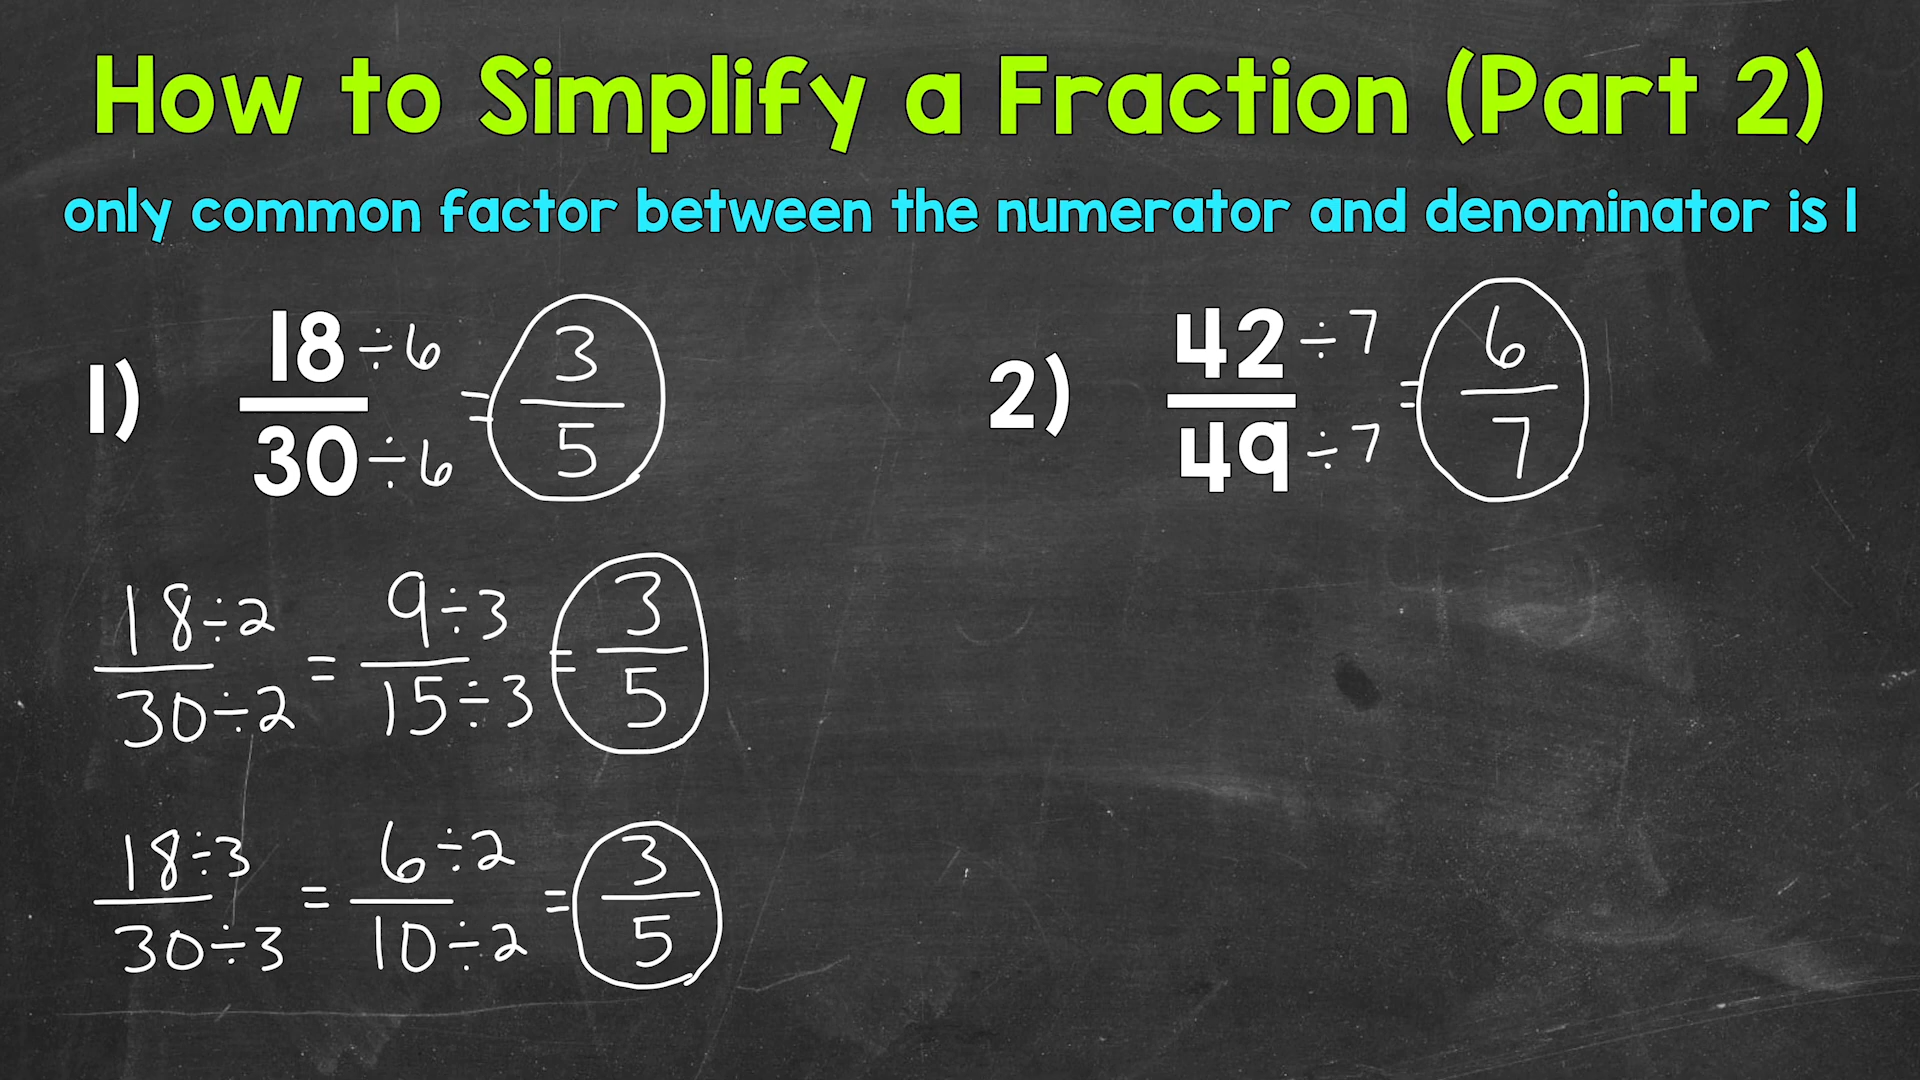 How to Simplify a Fraction (Part 2)
only common factor between the numerator and denominator is 1
1) 18 ÷ 6 / 30 ÷ 6 = 3 / 5
2) 42 ÷ 7 / 49 ÷ 7 = 6 / 7
18 ÷ 2 / 30 ÷ 2 = 9 ÷ 3 / 15 ÷ 3 = 3 / 5
18 ÷ 3 / 30 ÷ 3 = 6 ÷ 2 / 10 ÷ 2 = 3 / 5